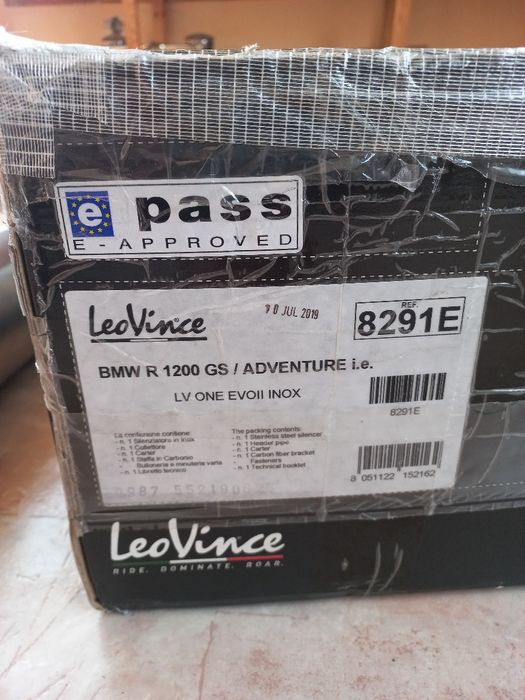 e pass
E-APPROVED
LeoVince
10 JUL 2019
REF.
8291E
BMW R 1200 GS / ADVENTURE i.e.
LV ONE EVOII INOX
8291E
La confezione contiene:
- n. 1 Silenziatore in Inox
- n. 1 Collettore
- n. 1 Carter
- n. 1 Staffa in Carbonio
- Bulloneria e minuteria varia
- n. 1 Libretto tecnico
The packing contents:
- n. 1 Stainless steel silencer
- n. 1 Header pipe
- n. 1 Carter
- n. 1 Carbon fiber bracket
- Fasteners
- n. 1 Technical booklet
8 051122 152162
LeoVince
RIDE. DOMINATE. ROAR.